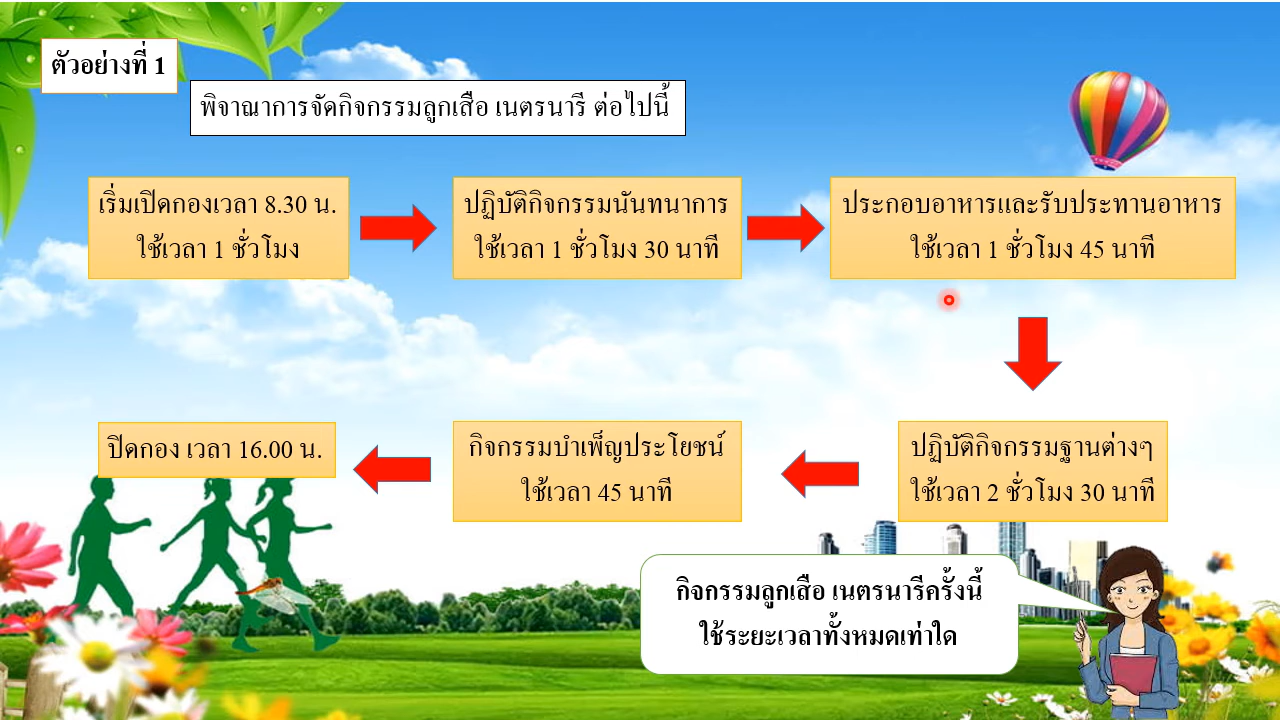 ตัวอย่างที่ 1
พิจาณาการจัดกิจกรรมลูกเสือ เนตรนารี ต่อไปนี้
เริ่มเปิดกองเวลา 8.30 น.
ใช้เวลา 1 ชั่วโมง
ปฏิบัติกิจกรรมนันทนาการ
ใช้เวลา 1 ชั่วโมง 30 นาที
ประกอบอาหารและรับประทานอาหาร
ใช้เวลา 1 ชั่วโมง 45 นาที
ปฏิบัติกิจกรรมฐานต่างๆ
ใช้เวลา 2 ชั่วโมง 30 นาที
กิจกรรมบำเพ็ญประโยชน์
ใช้เวลา 45 นาที
ปิดกอง เวลา 16.00 น.
กิจกรรมลูกเสือ เนตรนารีครั้งนี้
ใช้ระยะเวลาทั้งหมดเท่าใด